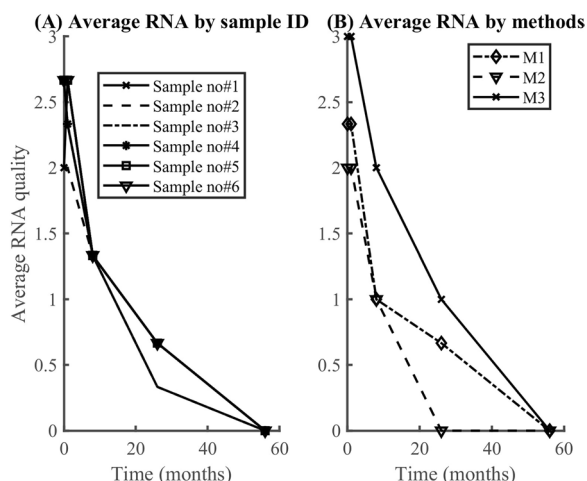 (A) Average RNA by sample ID
Average RNA quality
3
2.5
2
1.5
1
0.5
0
0
20
40
60
Time (months)
Sample no#1
Sample no#2
Sample no#3
Sample no#4
Sample no#5
Sample no#6
(B) Average RNA by methods
3
2.5
2
1.5
1
0.5
0
0
20
40
60
Time (months)
M1
M2
M3